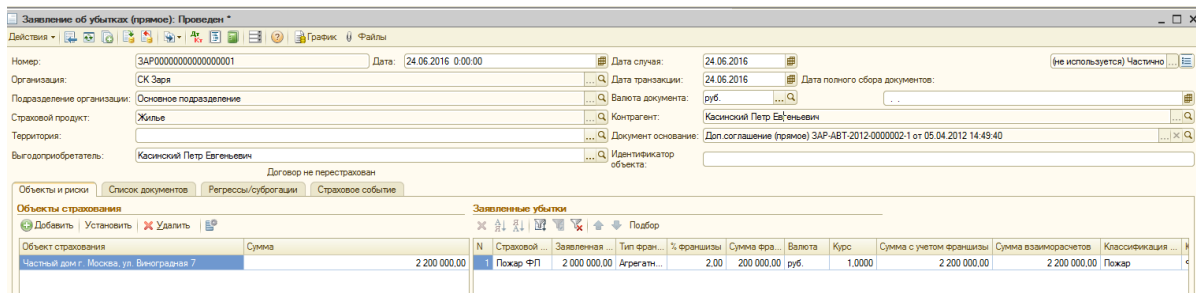 Заявление об убытках (прямое): Проведен *
Действия График Файлы
Номер: ЗАР00000000000000001 Дата: 24.06.2016 0:00:00 Дата случая: 24.06.2016 (не используется) Частично ...
Организация: СК Заря ... Дата транзакции: 24.06.2016 Дата полного сбора документов:
Подразделение организации: Основное подразделение ... Валюта документа: руб. ... . .
Страховой продукт: Жилье ... Контрагент: Касинский Петр Евгеньевич ...
Территория: ... Документ основание: Доп.соглашение (прямое) ЗАР-АВТ-2012-0000002-1 от 05.04.2012 14:49:40 ...
Выгодоприобретатель: Касинский Петр Евгеньевич ... Идентификатор объекта:
Договор не перестрахован
Объекты и риски Список документов Регрессы/суброгации Страховое событие
Объекты страхования Заявленные убытки
Добавить Установить Удалить Подбор
Объект страхования Сумма N Страховой ... Заявленная ... Тип фран... % франшизы Сумма фра... Валюта Курс Сумма с учетом франшизы Сумма взаиморасчетов Классификация ... К
Частный дом г. Москва, ул. Виноградная 7 2 200 000,00 1 Пожар ФЛ 2 000 000,00 Агрегатн... 2,00 200 000,00 руб. 1,0000 2 200 000,00 2 200 000,00 Пожар